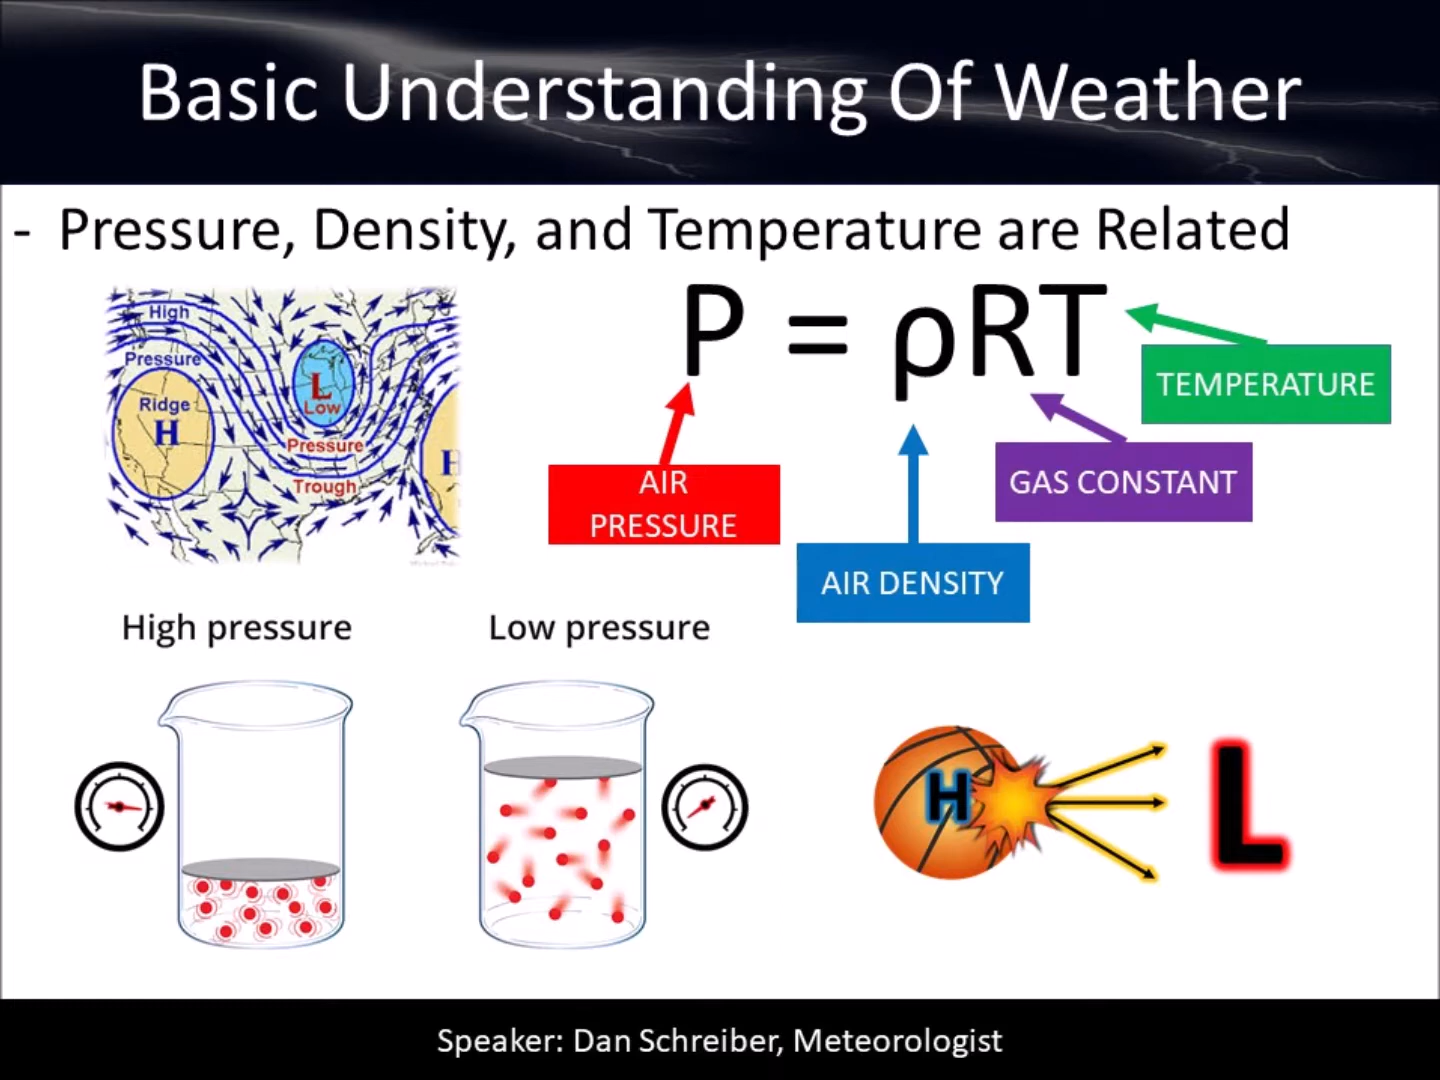 Basic Understanding Of Weather
- Pressure, Density, and Temperature are Related
High
Pressure
Ridge
H
L
Low
Pressure
Trough
H
P = ρRT
TEMPERATURE
GAS CONSTANT
AIR
PRESSURE
AIR DENSITY
High pressure
Low pressure
H
L
Speaker: Dan Schreiber, Meteorologist